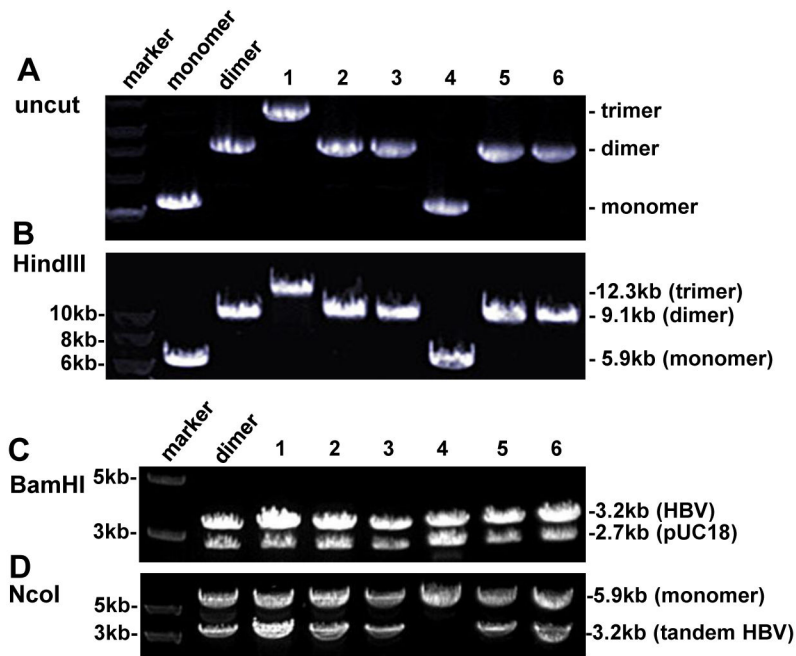 marker monomer dimer 1 2 3 4 5 6
A
uncut
- trimer
- dimer
- monomer
B
HindIII
10kb-
8kb-
6kb-
-12.3kb (trimer)
- 9.1kb (dimer)
- 5.9kb (monomer)
marker dimer 1 2 3 4 5 6
C
BamHI
5kb-
3kb-
-3.2kb (HBV)
-2.7kb (pUC18)
D
NcoI
5kb-
3kb-
-5.9kb (monomer)
-3.2kb (tandem HBV)